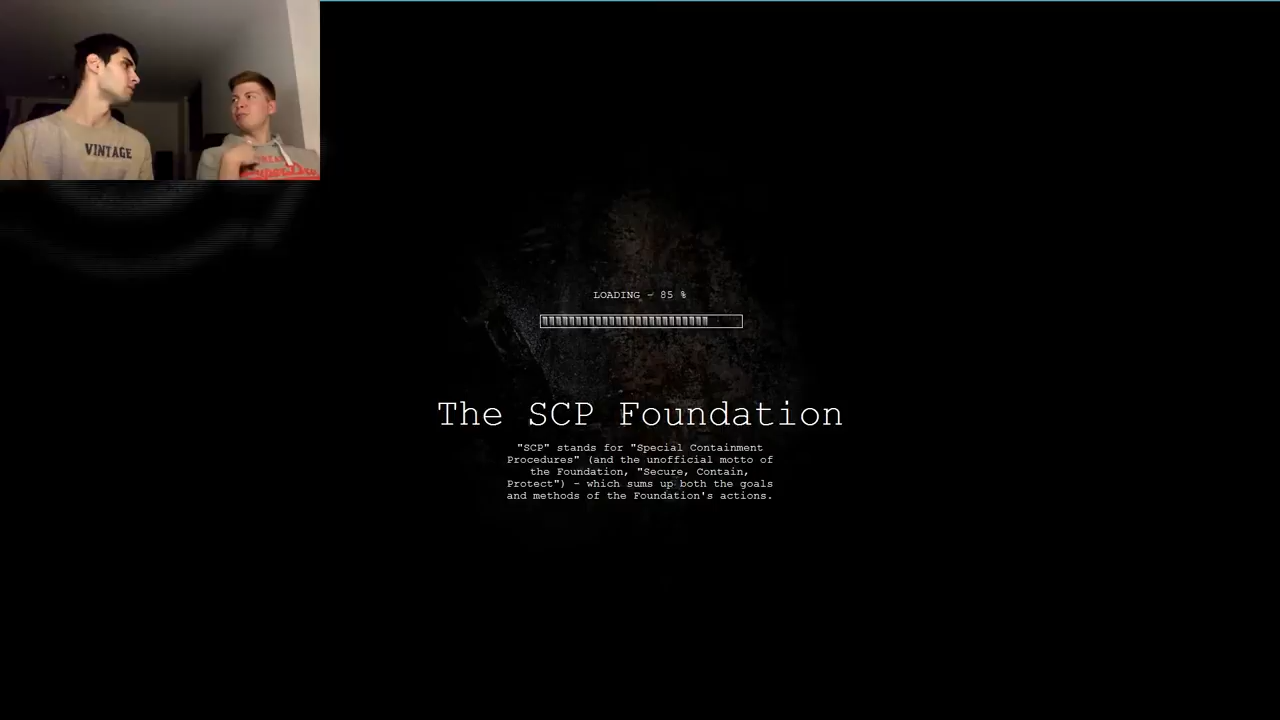 VINTAGE
LOADING - 85 %
The SCP Foundation
"SCP" stands for "Special Containment
Procedures" (and the unofficial motto of
the Foundation, "Secure, Contain,
Protect") - which sums up both the goals
and methods of the Foundation's actions.